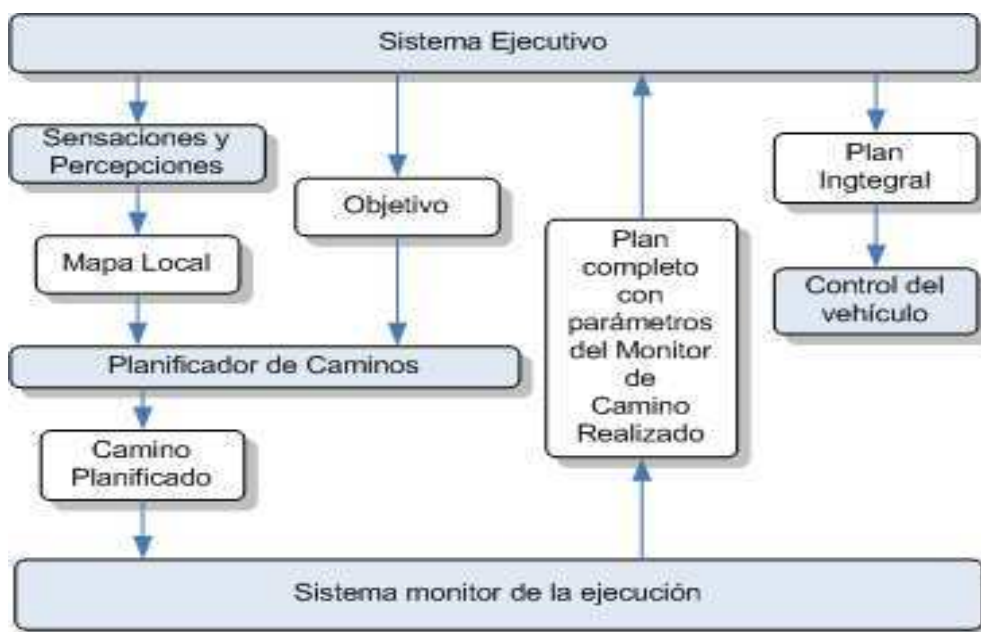 Sistema Ejecutivo
Sensaciones y
Percepciones
Mapa Local
Objetivo
Plan
completo
con
parámetros
del Monitor
de
Camino
Realizado
Plan
Ingtegral
Control del
vehículo
Planificador de Caminos
Camino
Planificado
Sistema monitor de la ejecución